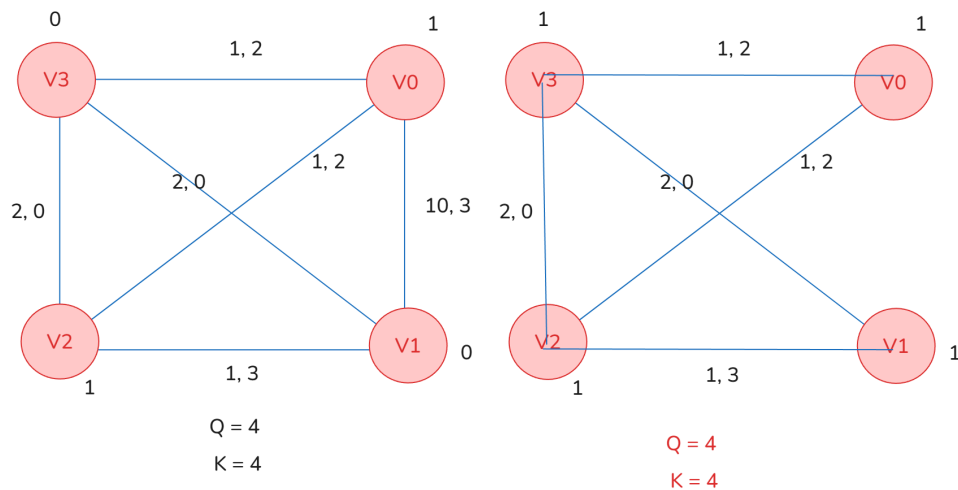 0
1
1, 2
V3
V0
1, 2
2, 0
2, 0
10, 3
V2
V1
0
1, 3
1
Q = 4
K = 4
1
1
1, 2
V3
V0
1, 2
2, 0
2, 0
V2
V1
1
1, 3
1
Q = 4
K = 4